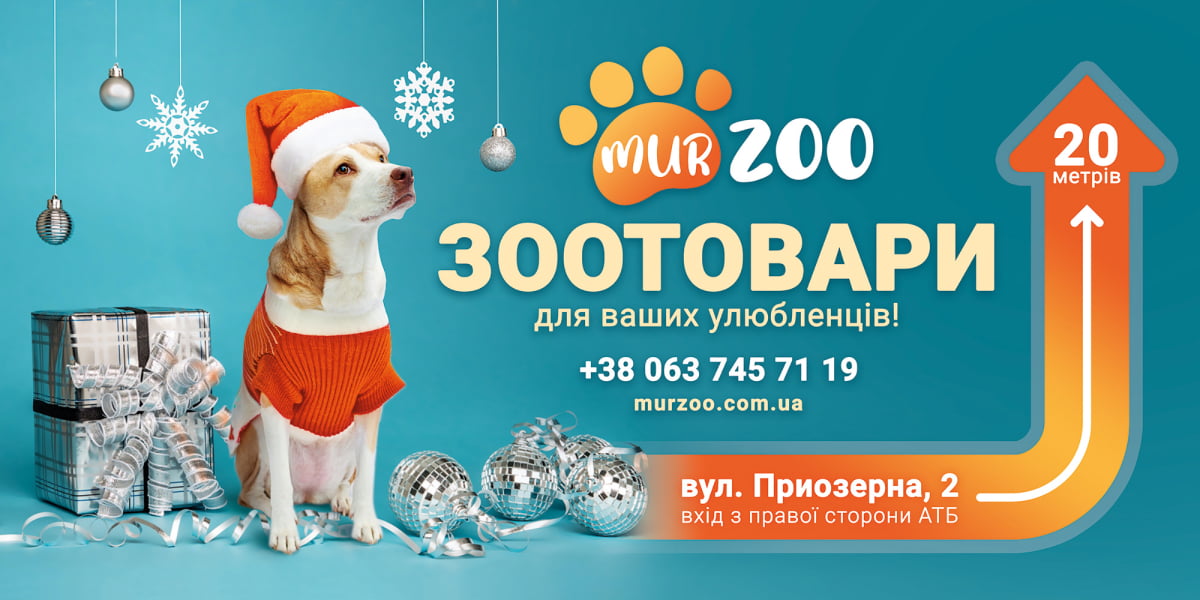 MUR ZOO
ЗООТОВАРИ
для ваших улюбленців!
+38 063 745 71 19
murzoo.com.ua
20
метрів
вул. Приозерна, 2
вхід з правої сторони АТБ